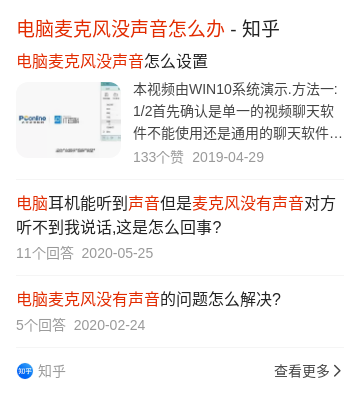 电脑麦克风没声音怎么办 - 知乎
电脑麦克风没声音怎么设置
本视频由WIN10系统演示.方法一:
1/2首先确认是单一的视频聊天软
件不能使用还是通用的聊天软件...
133个赞 2019-04-29
电脑耳机能听到声音但是麦克风没有声音对方
听不到我说话,这是怎么回事?
11个回答 2020-05-25
电脑麦克风没有声音的问题怎么解决?
5个回答 2020-02-24
知乎 知乎
查看更多